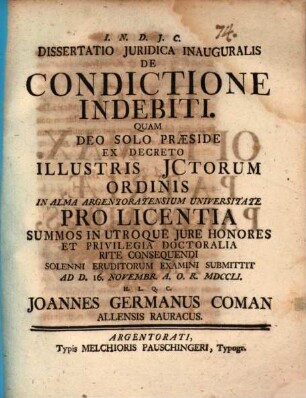 I. N. D. J. C.
74.
DISSERTATIO JURIDICA INAUGURALIS
DE
CONDICTIONE
INDEBITI.
QUAM
DEO SOLO PRÆSIDE
EX DECRETO
ILLUSTRIS JCTORUM
ORDINIS
IN ALMA ARGENTORATENSIUM UNIVERSITATE
PRO LICENTIA
SUMMOS IN UTROQUE JURE HONORES
ET PRIVILEGIA DOCTORALIA
RITE CONSEQUENDI
SOLENNI ERUDITORUM EXAMINI SUBMITTIT
AD D. 16. NOVEMBR. A. O. R. MDCCLI.
H. L. Q. C.
JOANNES GERMANUS COMAN
ALLENSIS RAURACUS.
ARGENTORATI,
Typis MELCHIORIS PAUSCHINGERI, Typogr.